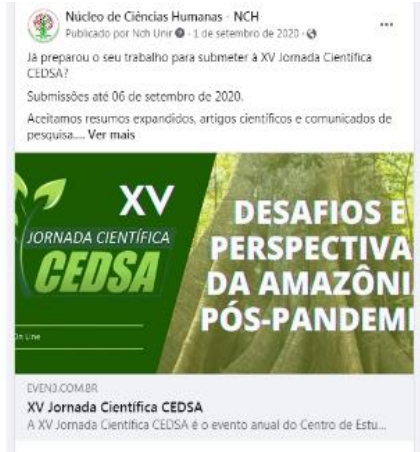 Núcleo de Ciências Humanas - NCH
Publicado por Nch Unir · 1 de setembro de 2020 ·
Já preparou o seu trabalho para submeter à XV Jornada Científica
CEDSA?
Submissões até 06 de setembro de 2020.
Aceitamos resumos expandidos, artigos científicos e comunicados de
pesquisa.... Ver mais
XV
JORNADA CIENTÍFICA
CEDSA
On Line
DESAFIOS E
PERSPECTIVA
DA AMAZÔNI
PÓS-PANDEMI
EVEN3.COM.BR
XV Jornada Científica CEDSA
A XV Jornada Científica CEDSA é o evento anual do Centro de Estu...